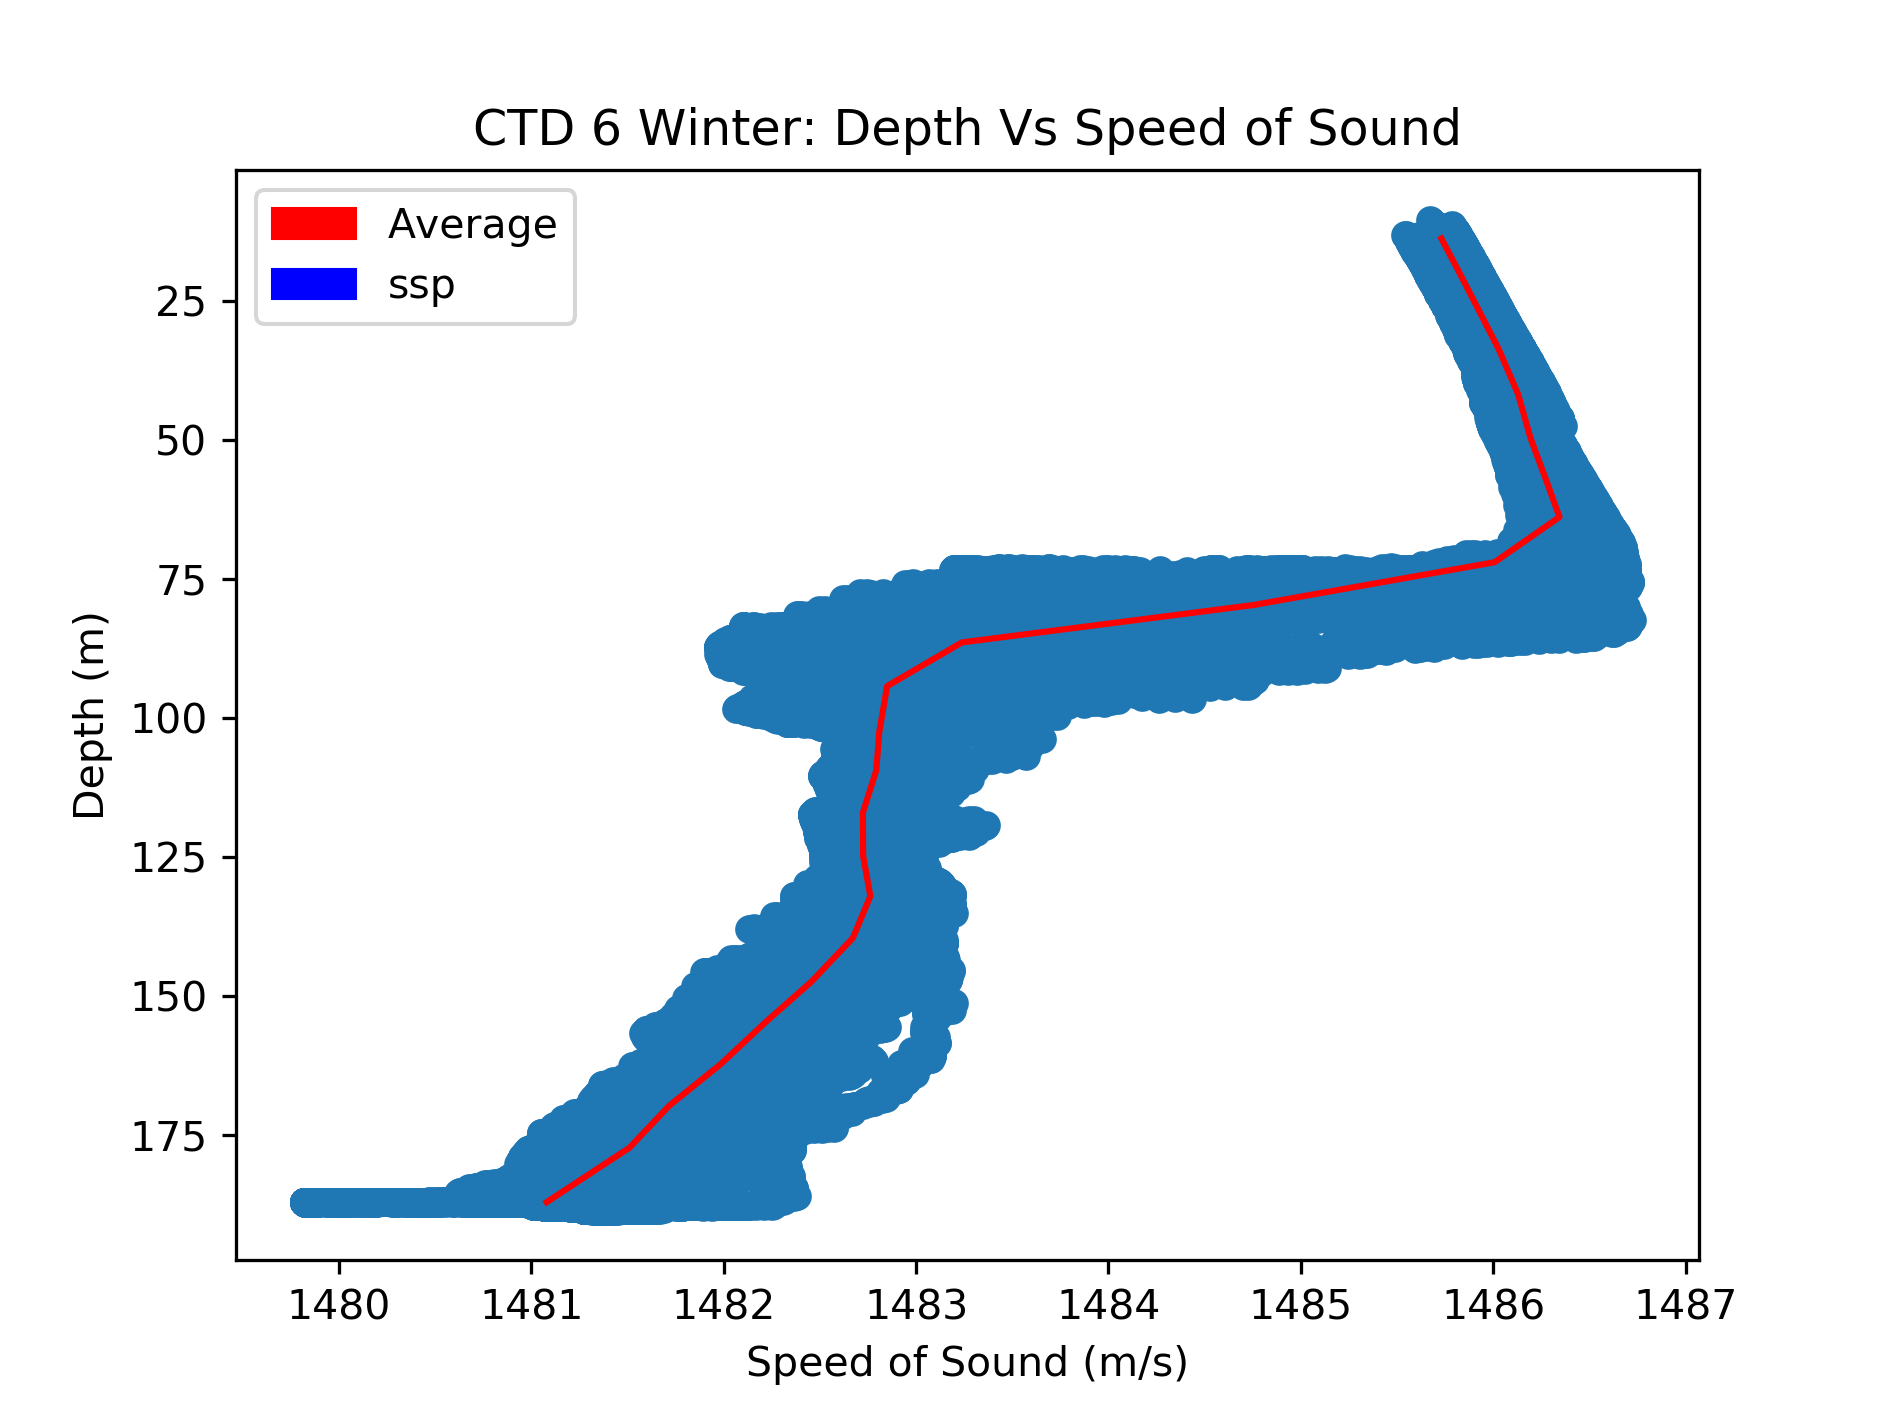 CTD 6 Winter: Depth Vs Speed of Sound
Average
ssp
25
50
75
100
125
150
175
Depth (m)
1480 1481 1482 1483 1484 1485 1486 1487
Speed of Sound (m/s)